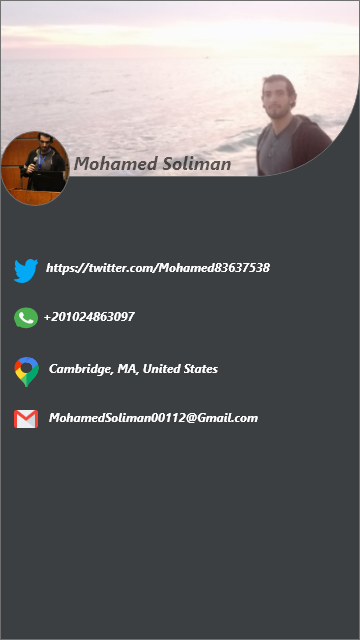 Mohamed Soliman
https://twitter.com/Mohamed83637538
+201024863097
Cambridge, MA, United States
MohamedSoliman00112@Gmail.com